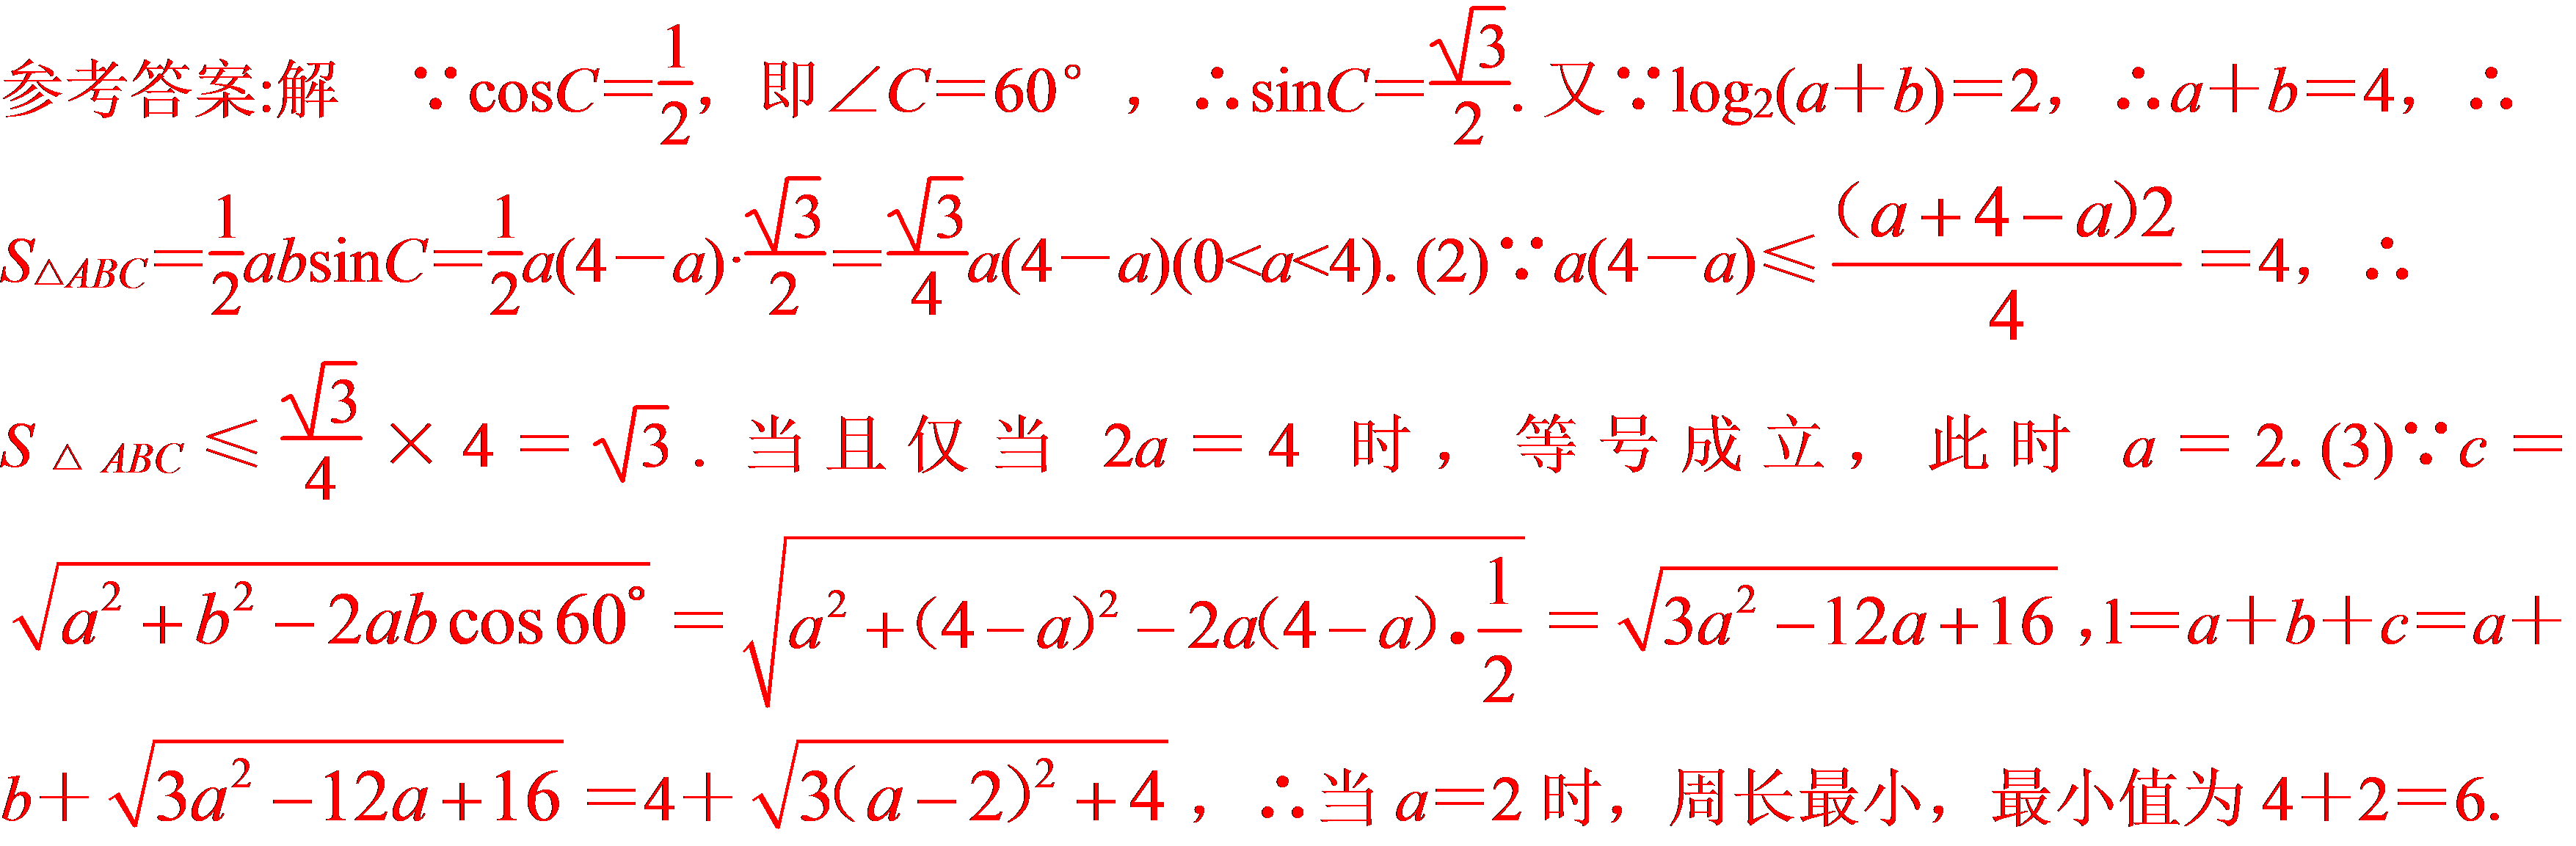 参考答案:解 ∵cosC=1/2, 即∠C=60°, ∴sinC=√3/2. 又∵log₂(a+b)=2, ∴a+b=4, ∴
S△ABC=1/2absinC=1/2a(4-a)·√3/2=√3/4a(4-a)(0<a<4). (2)∵a(4-a)≤(a+4-a)2/4=4, ∴
S△ABC≤√3/4×4=√3. 当且仅当 2a=4 时, 等号成立, 此时 a=2. (3)∵c=
√(a²+b²-2abcos60°)=√(a²+(4-a)²-2a(4-a)·1/2)=√(3a²-12a+16),1=a+b+c=a+
b+√(3a²-12a+16)=4+√(3(a-2)²+4), ∴当a=2时, 周长最小, 最小值为4+2=6.